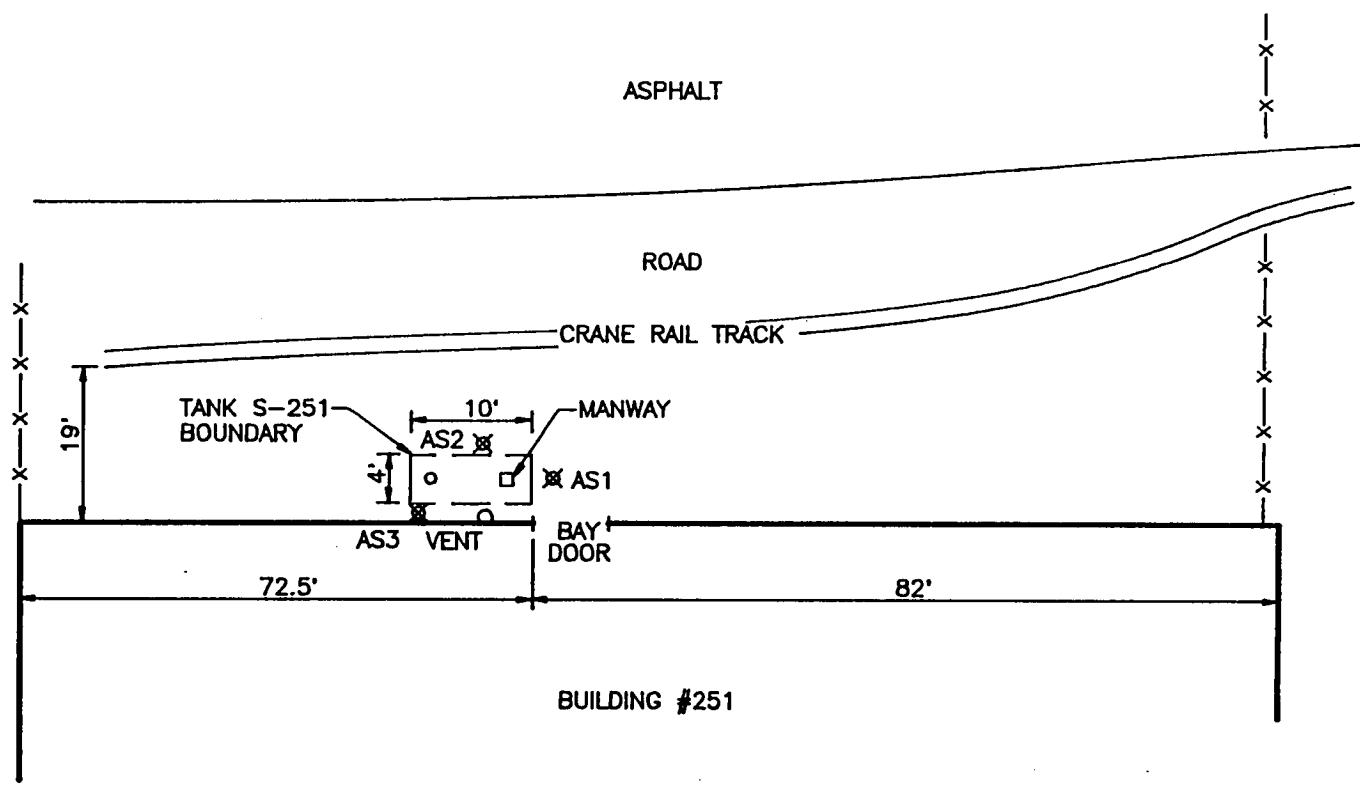 ASPHALT
ROAD
CRANE RAIL TRACK
19'
TANK S-251
BOUNDARY
10'
MANWAY
AS2
4'
AS1
AS3
VENT
BAY
DOOR
72.5'
82'
BUILDING #251